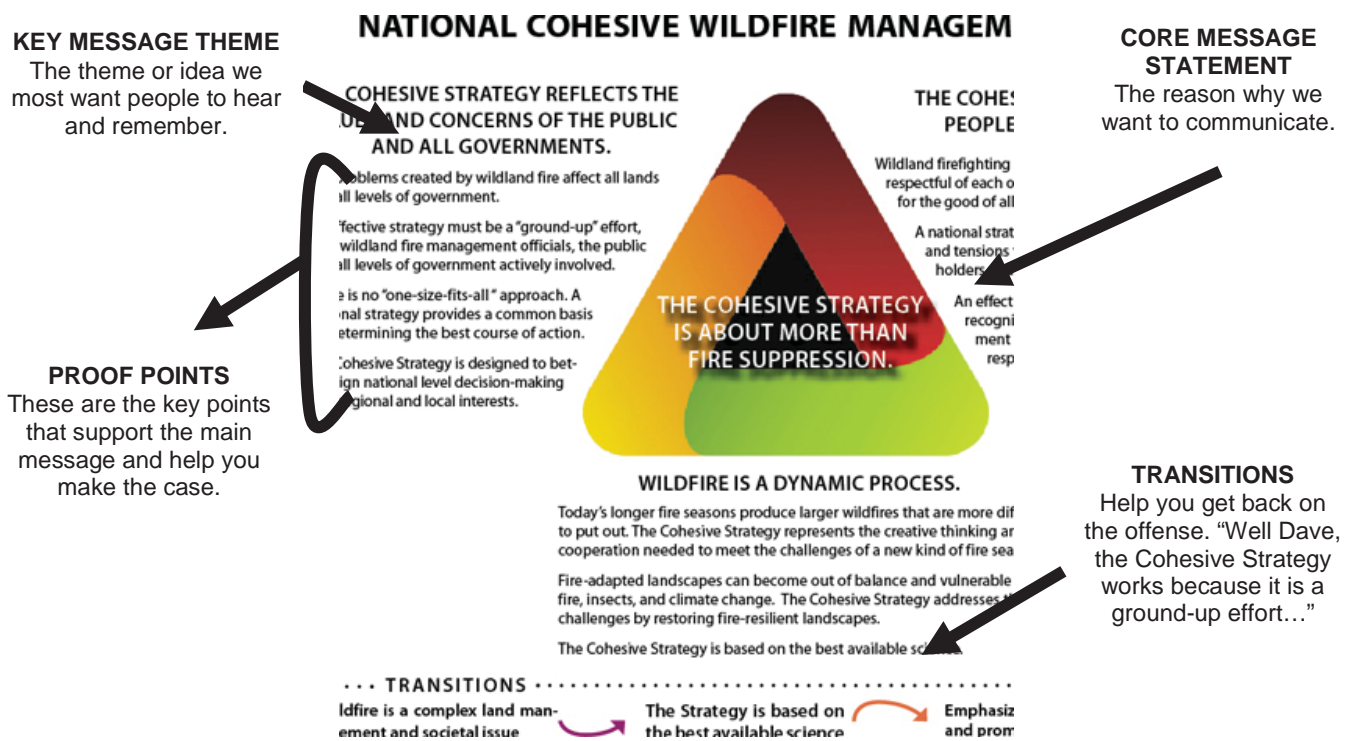 NATIONAL COHESIVE WILDFIRE MANAGEM
KEY MESSAGE THEME
The theme or idea we
most want people to hear
and remember.
PROOF POINTS
These are the key points
that support the main
message and help you
make the case.
COHESIVE STRATEGY REFLECTS THE
AND CONCERNS OF THE PUBLIC
AND ALL GOVERNMENTS.
oblems created by wildland fire affect all lands
all levels of government.
ffective strategy must be a "ground-up" effort,
wildland fire management officials, the public
all levels of government actively involved.
e is no "one-size-fits-all" approach. A
onal strategy provides a common basis
etermining the best course of action.
Cohesive Strategy is designed to bet-
ign national level decision-making
gional and local interests.
THE COHESIVE STRATEGY
IS ABOUT MORE THAN
FIRE SUPPRESSION.
THE COHES
PEOPLE
Wildland firefighting
respectful of each o
for the good of all
A national strat
and tensions
holders
An effect
recogni
ment
resp
CORE MESSAGE
STATEMENT
The reason why we
want to communicate.
WILDFIRE IS A DYNAMIC PROCESS.
Today's longer fire seasons produce larger wildfires that are more dif
to put out. The Cohesive Strategy represents the creative thinking an
cooperation needed to meet the challenges of a new kind of fire sea
Fire-adapted landscapes can become out of balance and vulnerable
fire, insects, and climate change. The Cohesive Strategy addresses
challenges by restoring fire-resilient landscapes.
The Cohesive Strategy is based on the best available science.
TRANSITIONS
Help you get back on
the offense. “Well Dave,
the Cohesive Strategy
works because it is a
ground-up effort…”
· · · TRANSITIONS · · ·
ldfire is a complex land man-
ement and societal issue
The Strategy is based on
the best available science
Emphasiz
and prom